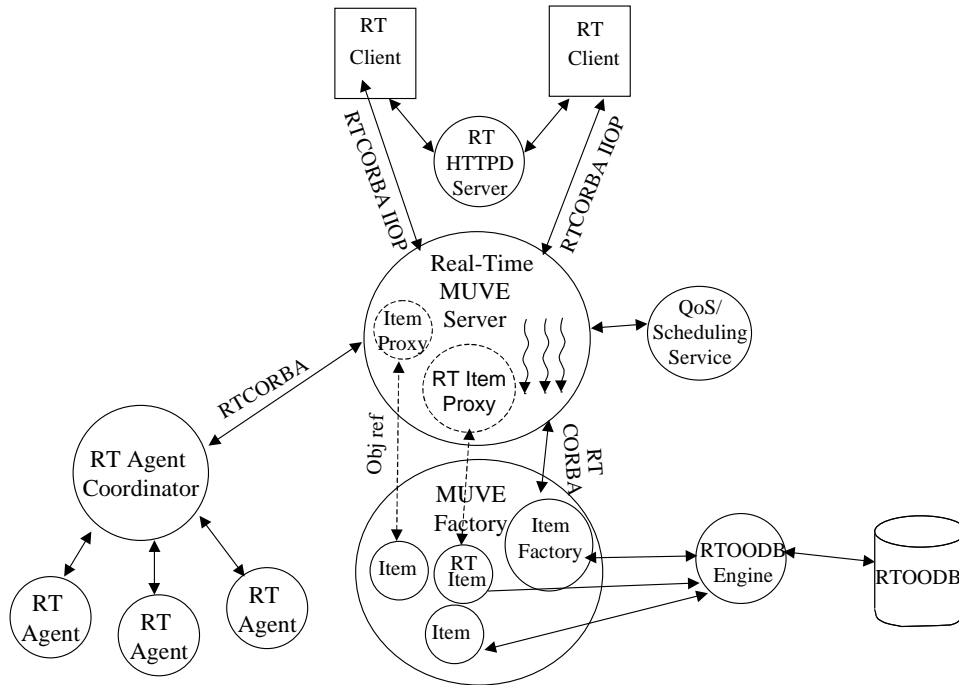 RT
Client
RT
Client
RT
HTTPD
Server
RTCORBA IIOP
RTCORBA IIOP
Real-Time
MUVE
Server
Item
Proxy
RT Item
Proxy
QoS/
Scheduling
Service
RTCORBA
Obj ref
RT
CORBA
RT Agent
Coordinator
RT
Agent
RT
Agent
RT
Agent
MUVE
Factory
Item
Factory
Item
RT
Item
Item
RTOODB
Engine
RTOODB